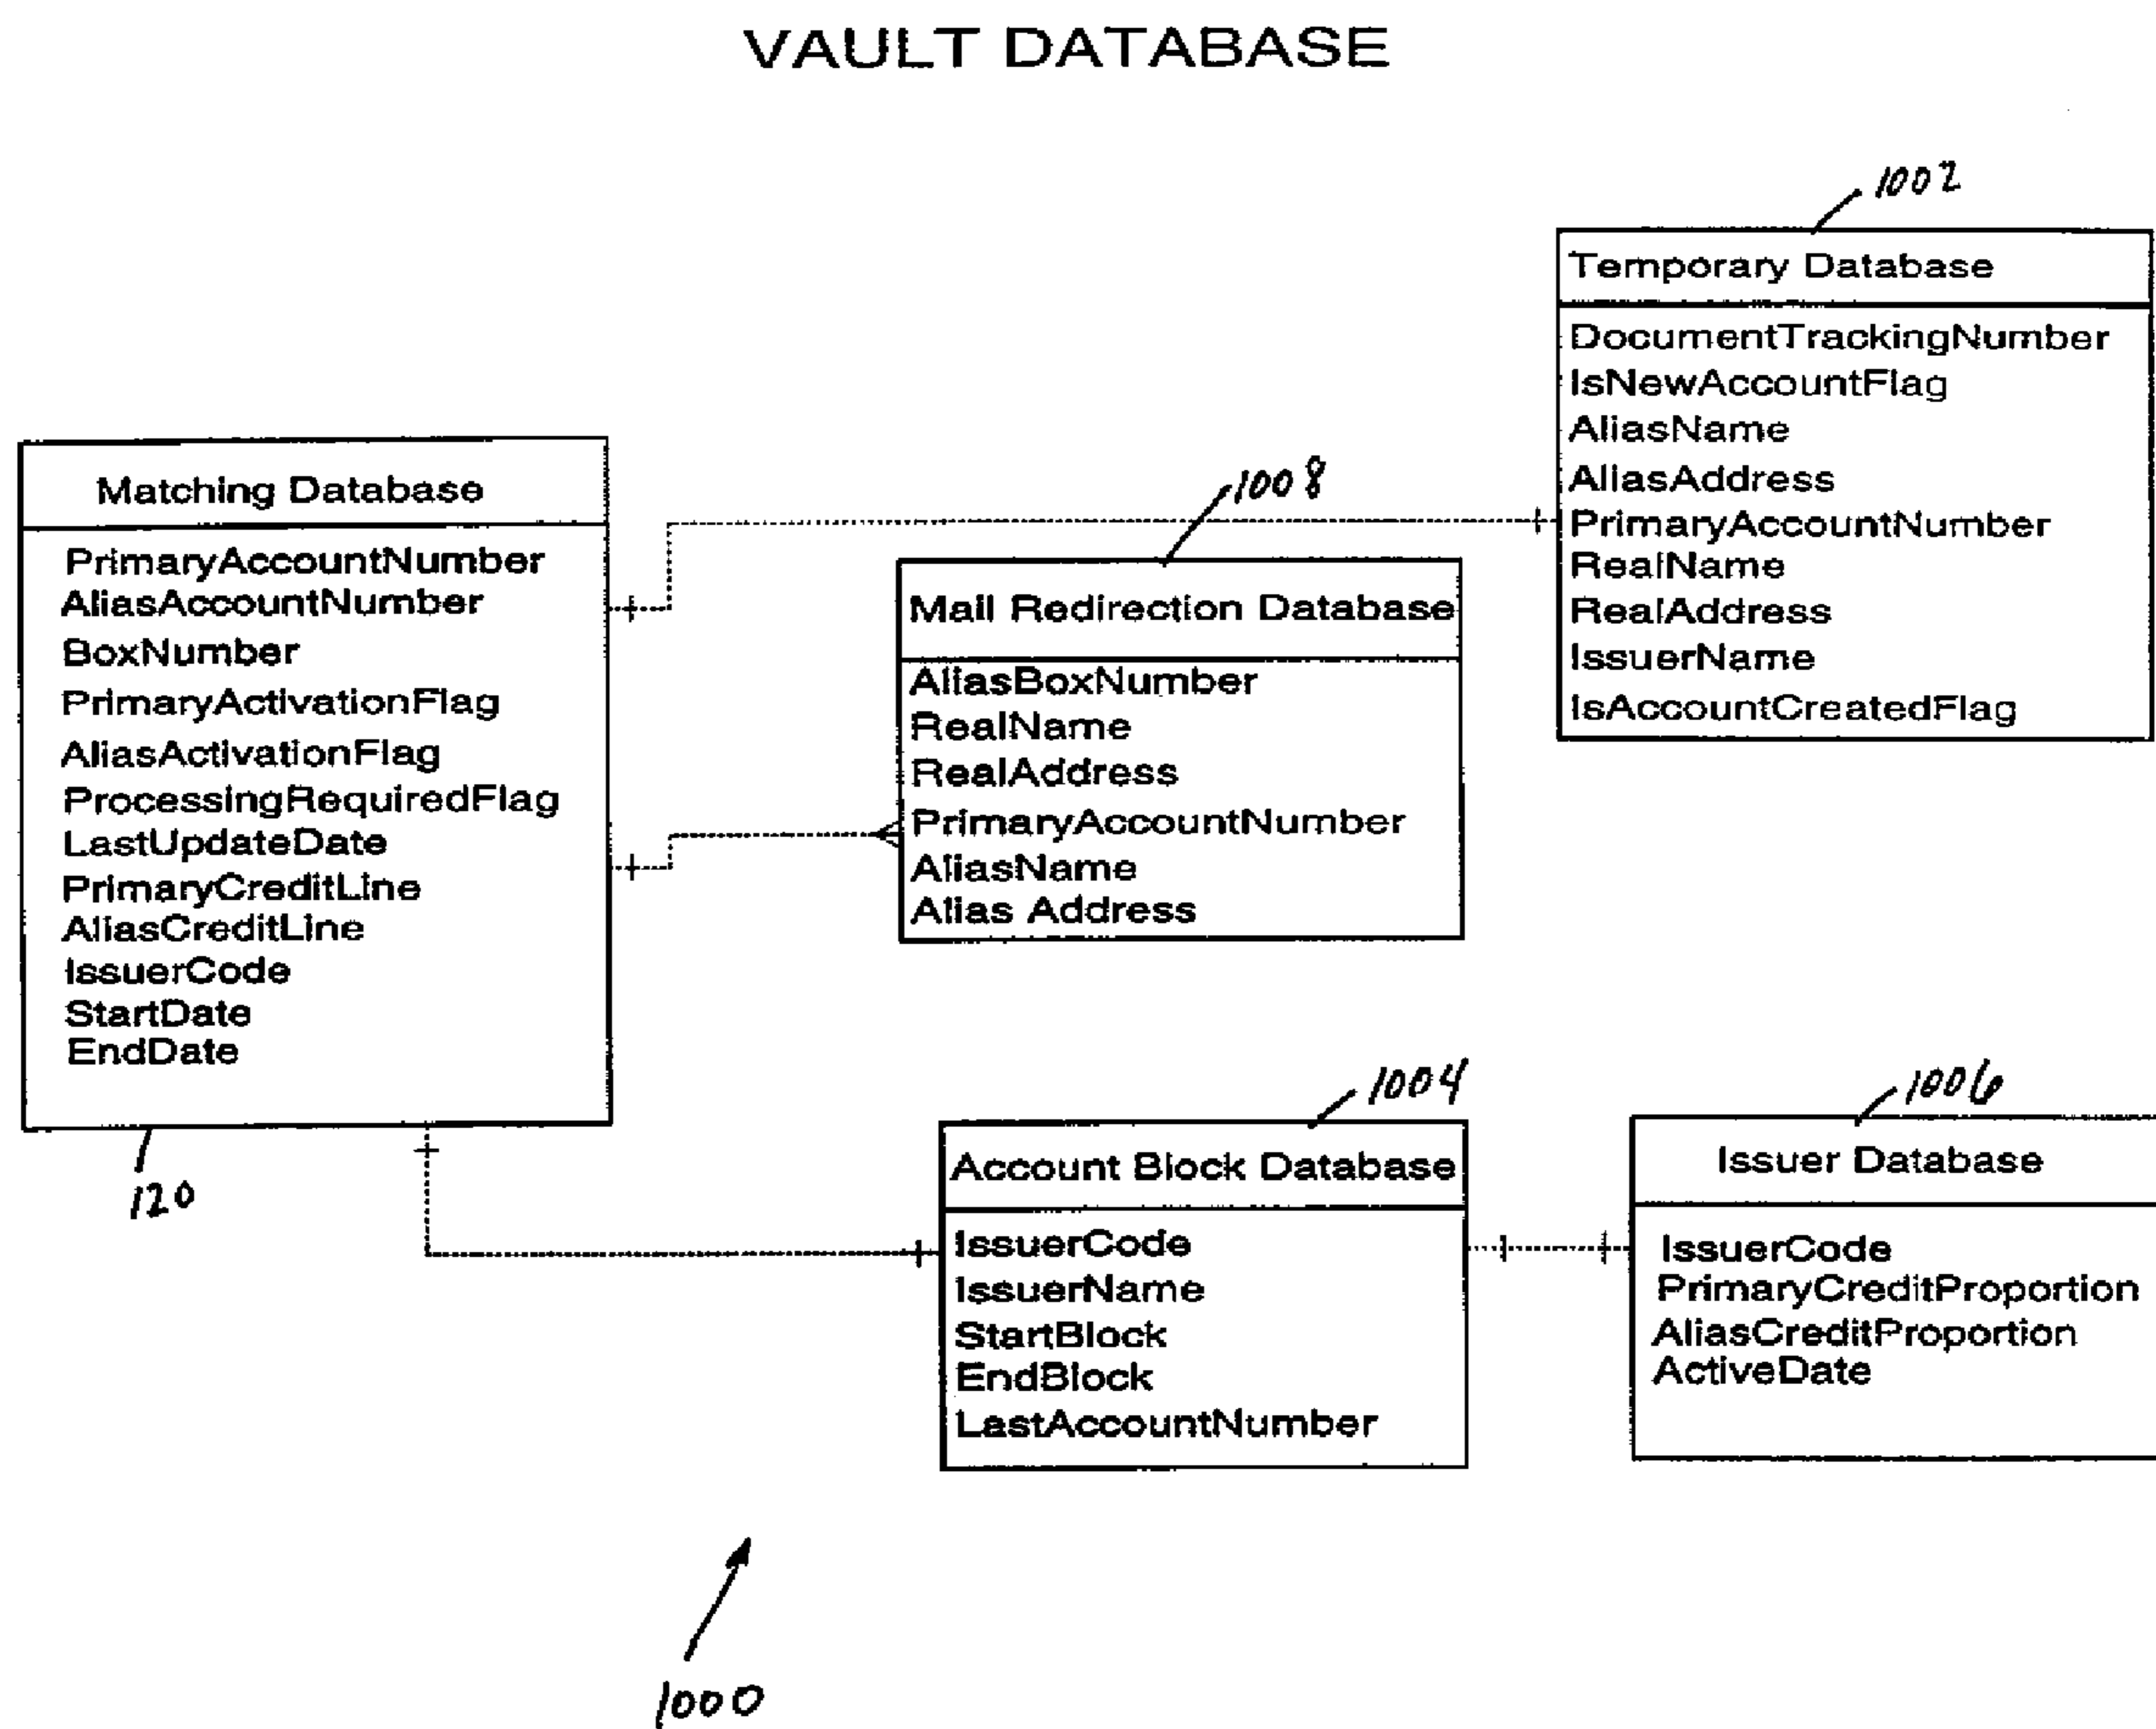 VAULT DATABASE
1002
Temporary Database
DocumentTrackingNumber
IsNewAccountFlag
AliasName
AliasAddress
PrimaryAccountNumber
RealName
RealAddress
IssuerName
IsAccountCreatedFlag
Matching Database
PrimaryAccountNumber
AliasAccountNumber
BoxNumber
PrimaryActivationFlag
AliasActivationFlag
ProcessingRequiredFlag
LastUpdateDate
PrimaryCreditLine
AliasCreditLine
IssuerCode
StartDate
EndDate
120
1008
Mail Redirection Database
AliasBoxNumber
RealName
RealAddress
PrimaryAccountNumber
AliasName
Alias Address
1004
Account Block Database
IssuerCode
IssuerName
StartBlock
EndBlock
LastAccountNumber
1006
Issuer Database
IssuerCode
PrimaryCreditProportion
AliasCreditProportion
ActiveDate
1000